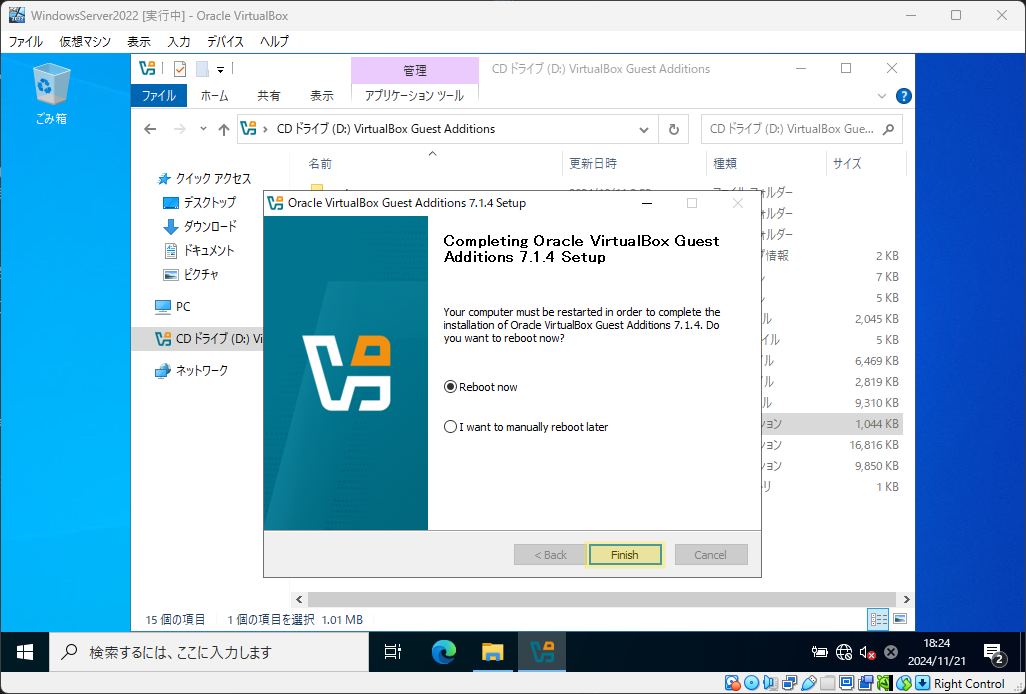 WindowsServer2022 [実行中] - Oracle VirtualBox
ファイル 仮想マシン 表示 入力 デバイス ヘルプ
ごみ箱
管理
CD ドライブ (D:) VirtualBox Guest Additions
ファイル ホーム 共有 表示 アプリケーション ツール
CD ドライブ (D:) VirtualBox Guest Additions
CD ドライブ (D:) VirtualBox Gue...
名前 更新日時 種類 サイズ
クイック アクセス
デスクトップ
ダウンロード
ドキュメント
ピクチャ
PC
CD ドライブ (D:) Vi
ネットワーク
Oracle VirtualBox Guest Additions 7.1.4 Setup
Completing Oracle VirtualBox Guest
Additions 7.1.4 Setup
Your computer must be restarted in order to complete the
installation of Oracle VirtualBox Guest Additions 7.1.4. Do
you want to reboot now?
Reboot now
I want to manually reboot later
< Back Finish Cancel
ォルダー
ォルダー
ォルダー
情報 2 KB
7 KB
5 KB
ル 2,045 KB
イル 5 KB
ル 6,469 KB
ル 2,819 KB
ル 9,310 KB
ション 1,044 KB
ション 16,816 KB
ション 9,850 KB
リ 1 KB
15 個の項目 1 個の項目を選択 1.01 MB
検索するには、ここに入力します
18:24
2024/11/21
2
Right Control